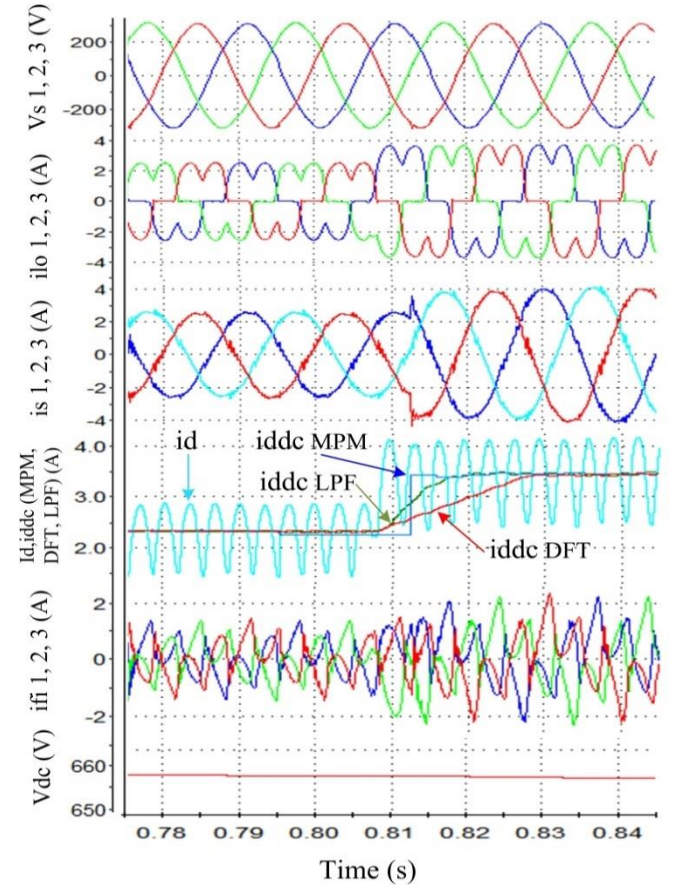 Vs 1, 2, 3 (V)
200
0
-200
ilo 1, 2, 3 (A)
4
2
0
-2
-4
is 1, 2, 3 (A)
4
2
0
-2
-4
Id,iddc (MPM,
DFT, LPF) (A)
4.0
3.0
2.0
id
iddc MPM
iddc LPF
iddc DFT
ifi 1, 2, 3 (A)
2
0
-2
Vdc (V)
660
650
0.78 0.79 0.80 0.81 0.82 0.83 0.84
Time (s)